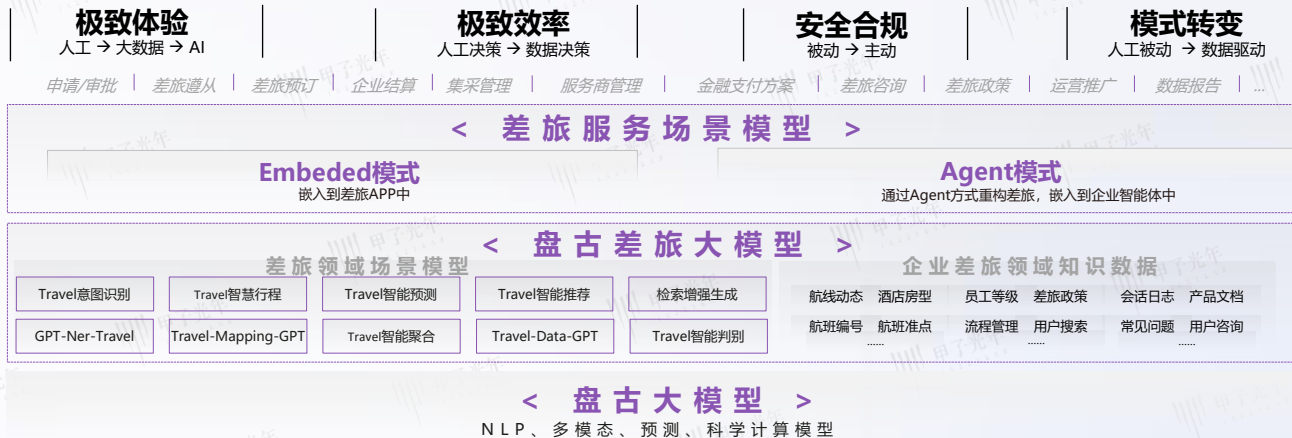 极致体验
人工 → 大数据 → AI
极致效率
人工决策 → 数据决策
安全合规
被动 → 主动
模式转变
人工被动 → 数据驱动
申请/审批 | 差旅遵从 | 差旅预订 | 企业结算 | 集采管理 | 服务商管理 | 金融支付方案 | 差旅咨询 | 差旅政策 | 运营推广 | 数据报告 | ...
< 差旅服务场景模型 >
Embeded模式
嵌入到差旅APP中
Agent模式
通过Agent方式重构差旅，嵌入到企业智能体中
< 盘古差旅大模型 >
差旅领域场景模型
Travel意图识别 Travel智慧行程 Travel智能预测 Travel智能推荐 检索增强生成
GPT-Ner-Travel Travel-Mapping-GPT Travel智能聚合 Travel-Data-GPT Travel智能判别
企业差旅领域知识数据
航线动态 酒店房型 员工等级 差旅政策 会话日志 产品文档
航班编号 航班准点 流程管理 用户搜索 常见问题 用户咨询
...... ...... ......
< 盘古大模型 >
NLP、多模态、预测、科学计算模型
甲子光年